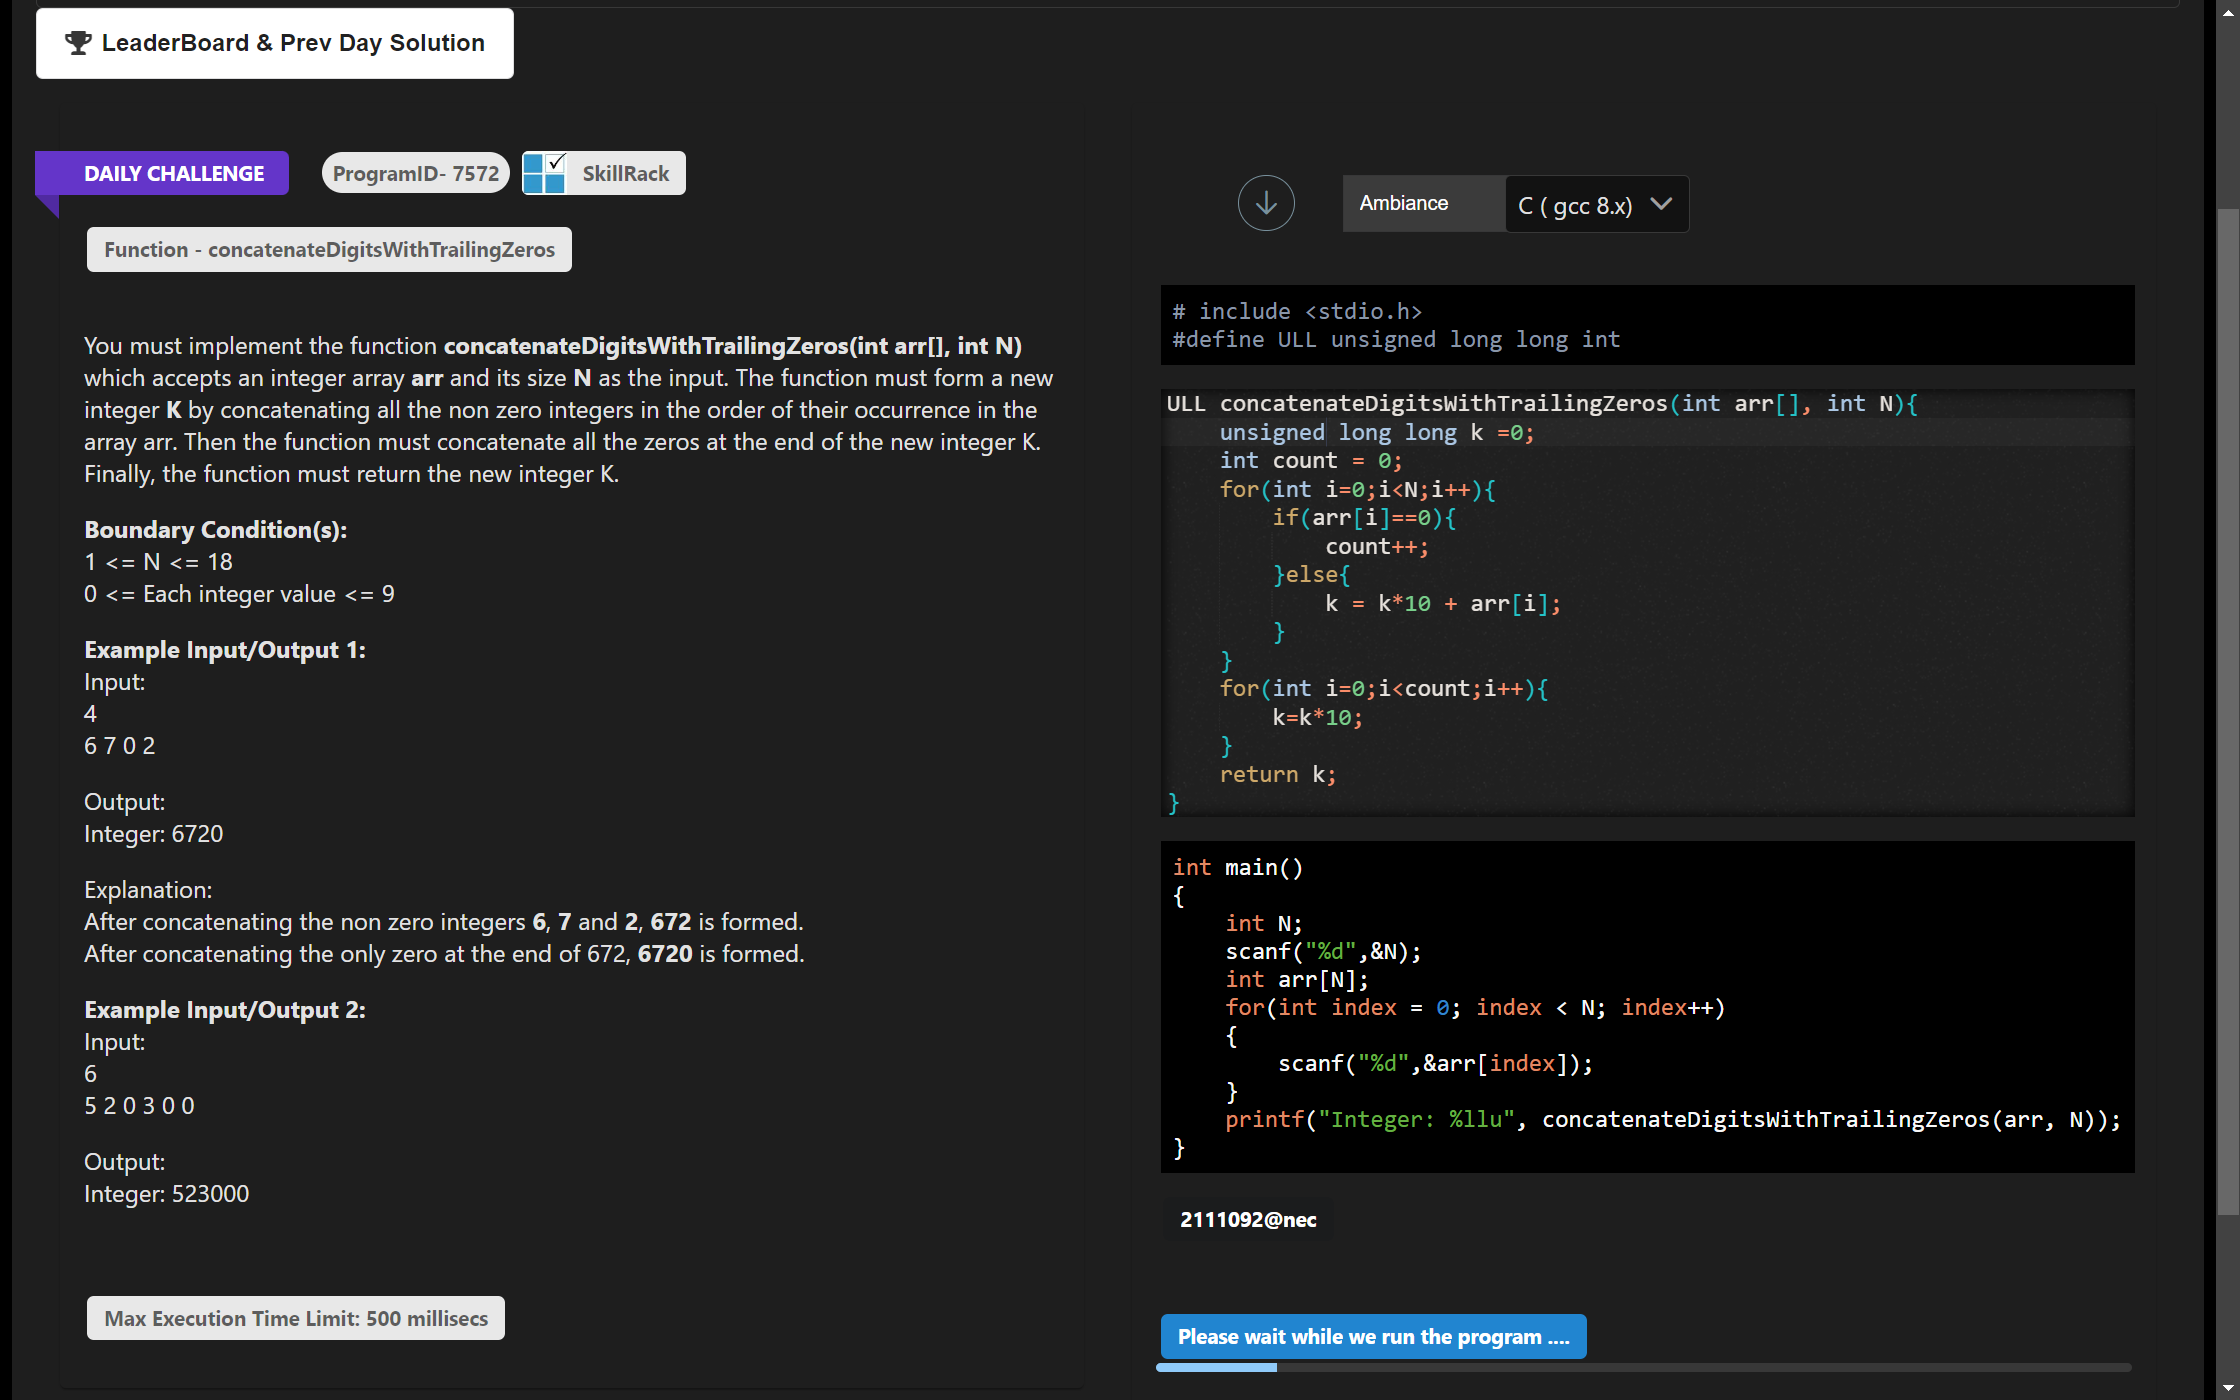 LeaderBoard & Prev Day Solution
DAILY CHALLENGE
ProgramID- 7572
SkillRack
Function - concatenateDigitsWithTrailingZeros
You must implement the function concatenateDigitsWithTrailingZeros(int arr[], int N)
which accepts an integer array arr and its size N as the input. The function must form a new
integer K by concatenating all the non zero integers in the order of their occurrence in the
array arr. Then the function must concatenate all the zeros at the end of the new integer K.
Finally, the function must return the new integer K.
Boundary Condition(s):
1 <= N <= 18
0 <= Each integer value <= 9
Example Input/Output 1:
Input:
4
6 7 0 2
Output:
Integer: 6720
Explanation:
After concatenating the non zero integers 6, 7 and 2, 672 is formed.
After concatenating the only zero at the end of 672, 6720 is formed.
Example Input/Output 2:
Input:
6
5 2 0 3 0 0
Output:
Integer: 523000
Max Execution Time Limit: 500 millisecs
Ambiance
C ( gcc 8.x)
# include <stdio.h>
#define ULL unsigned long long int
ULL concatenateDigitsWithTrailingZeros(int arr[], int N){
    unsigned long long k =0;
    int count = 0;
    for(int i=0;i<N;i++){
        if(arr[i]==0){
            count++;
        }else{
            k = k*10 + arr[i];
        }
    }
    for(int i=0;i<count;i++){
        k=k*10;
    }
    return k;
}
int main()
{
    int N;
    scanf("%d",&N);
    int arr[N];
    for(int index = 0; index < N; index++)
    {
        scanf("%d",&arr[index]);
    }
    printf("Integer: %llu", concatenateDigitsWithTrailingZeros(arr, N));
}
2111092@nec
Please wait while we run the program ....